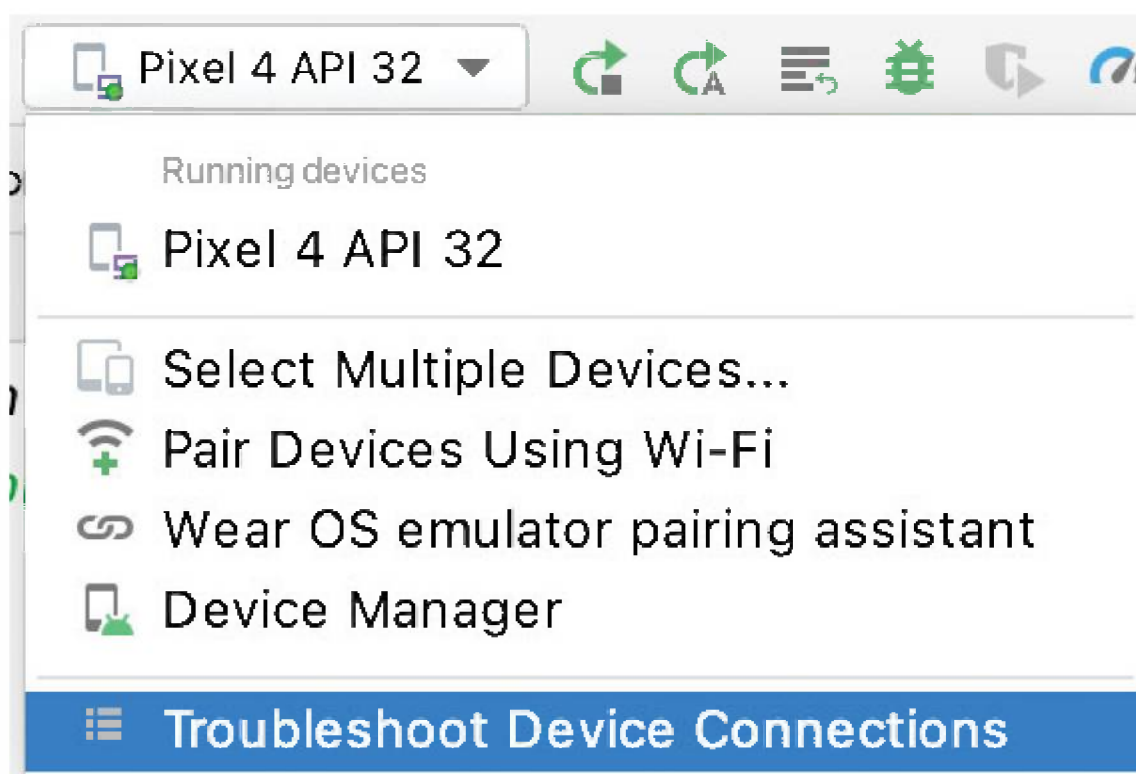 Pixel 4 API 32
Running devices
Pixel 4 API 32
Select Multiple Devices...
Pair Devices Using Wi-Fi
Wear OS emulator pairing assistant
Device Manager
Troubleshoot Device Connections